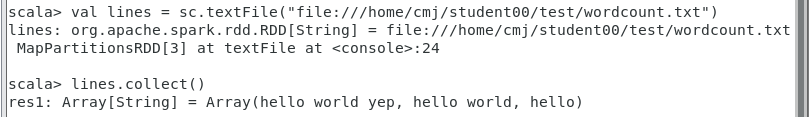 scala> val lines = sc.textFile("file:///home/cmj/student00/test/wordcount.txt")
lines: org.apache.spark.rdd.RDD[String] = file:///home/cmj/student00/test/wordcount.txt
 MapPartitionsRDD[3] at textFile at <console>:24
scala> lines.collect()
res1: Array[String] = Array(hello world yep, hello world, hello)